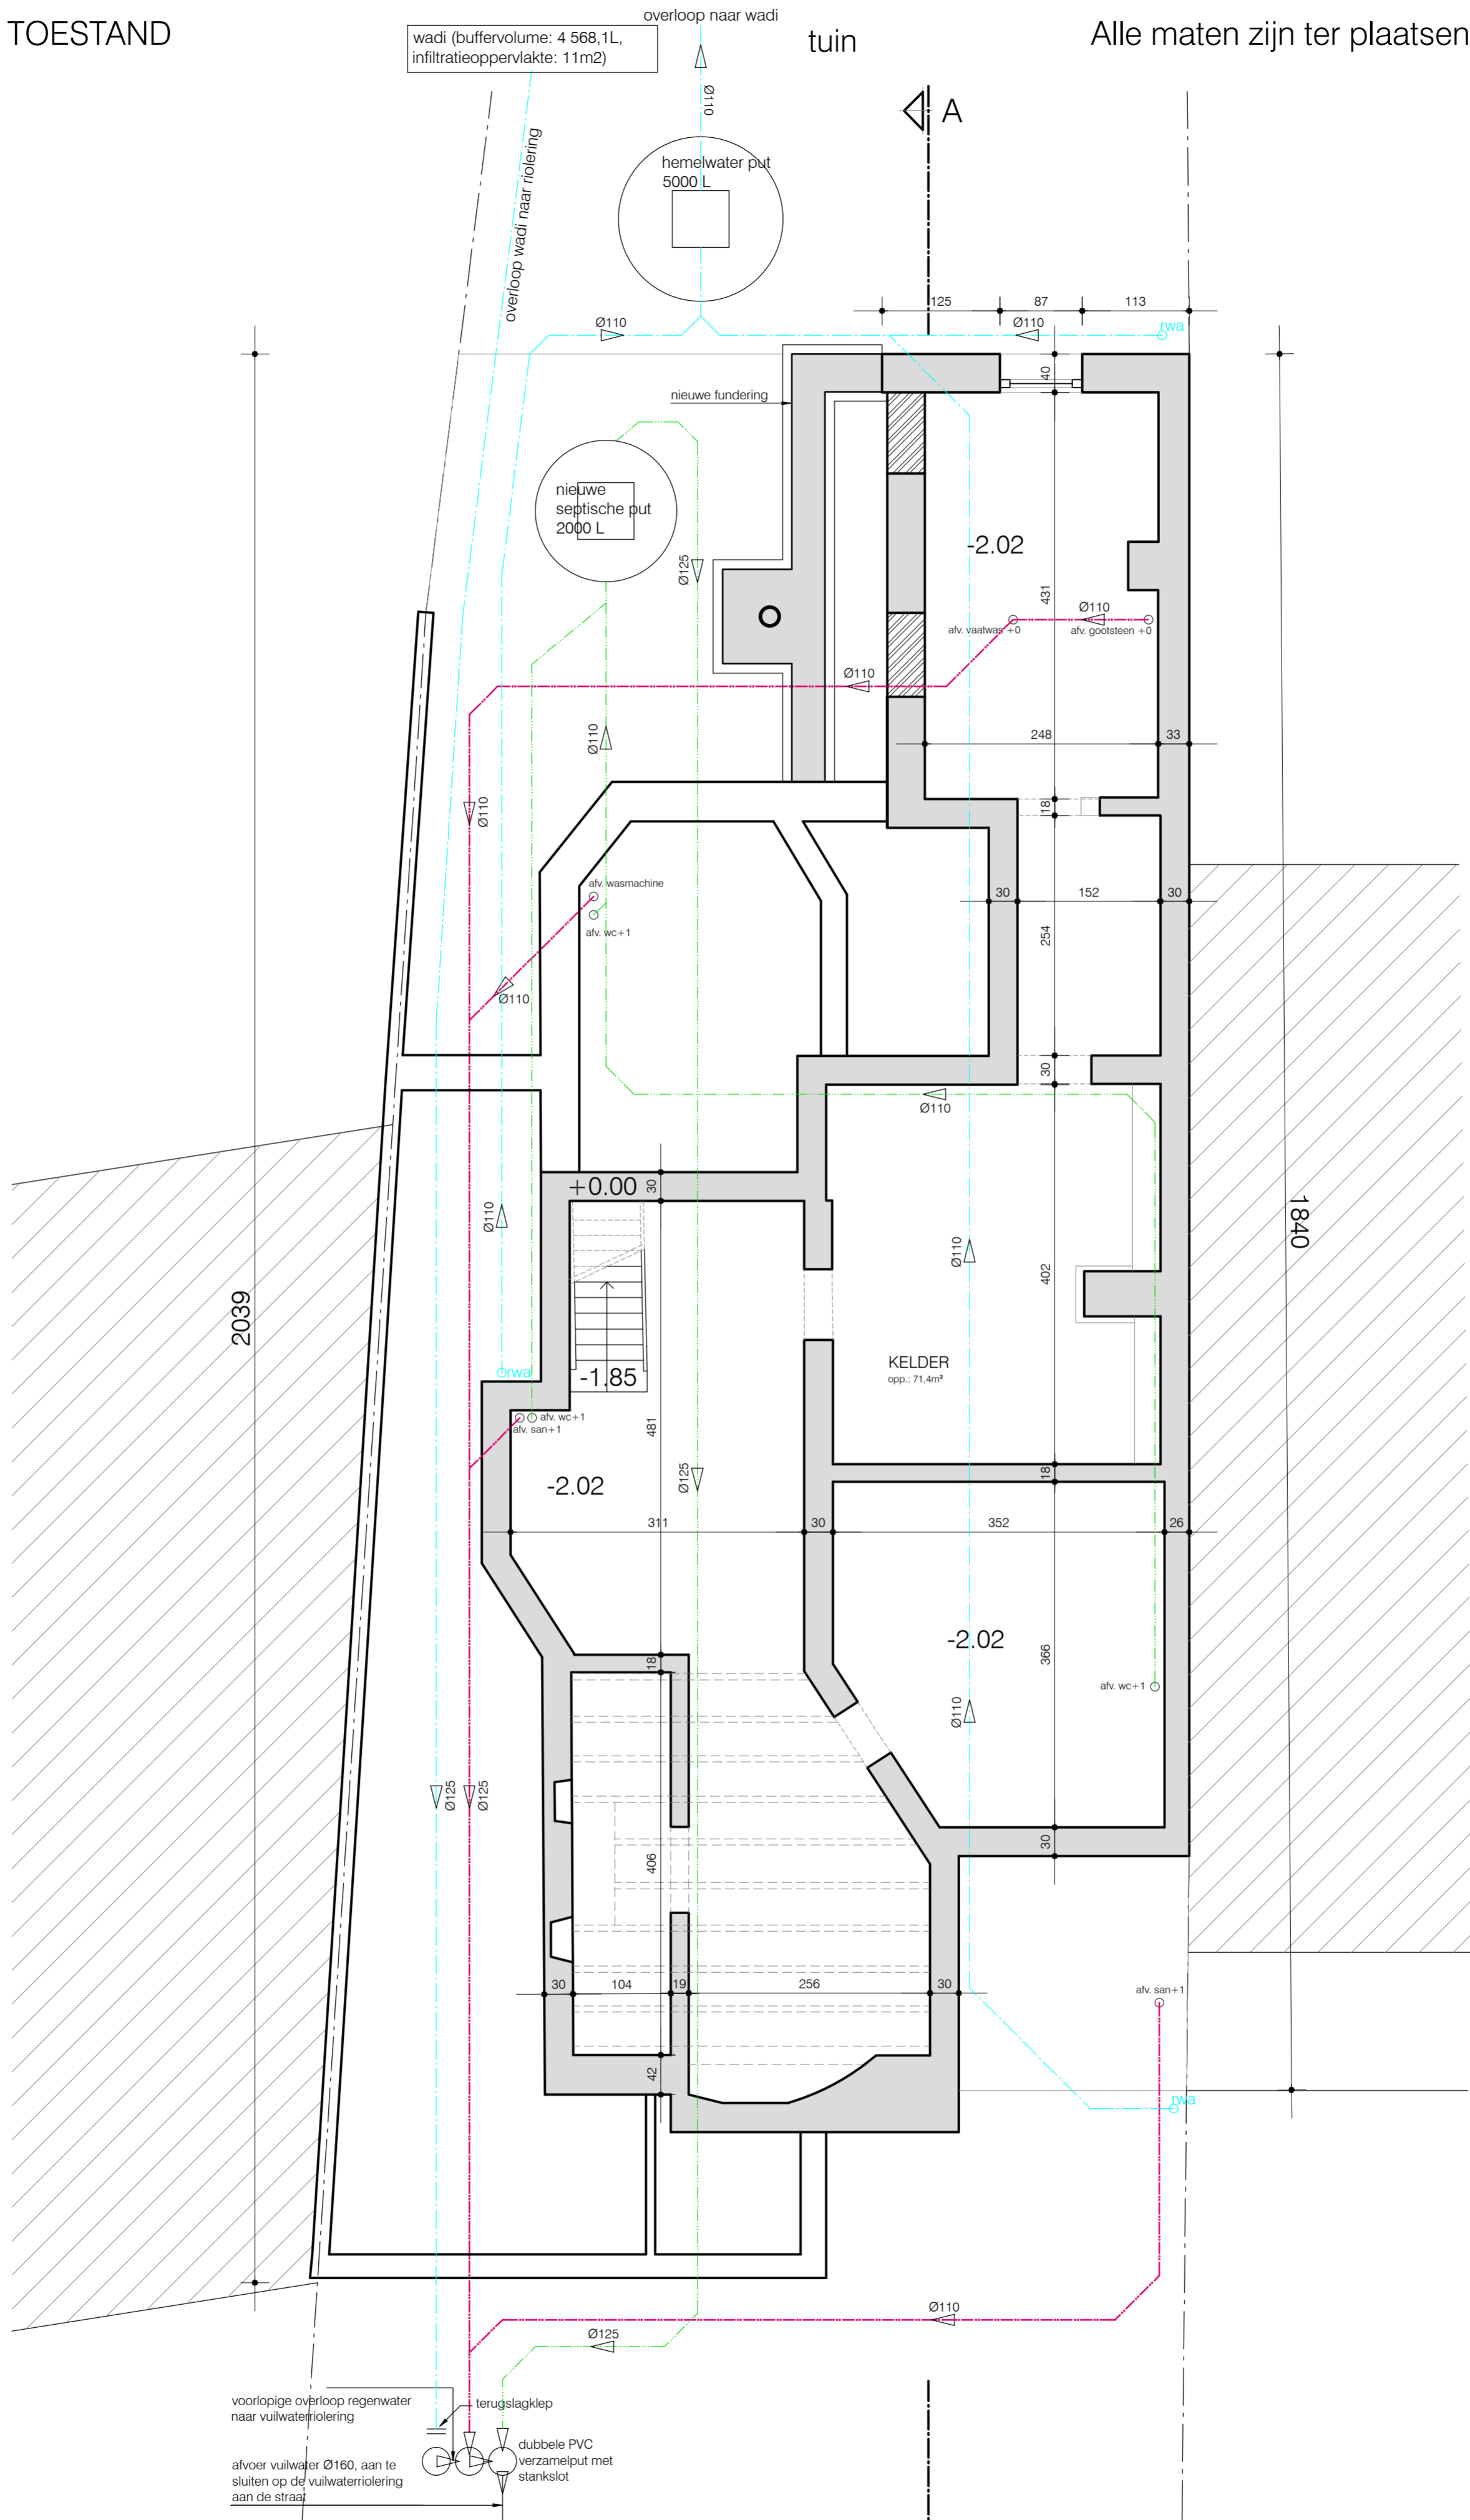 TOESTAND
overloop naar wadi
wadi (buffervolume: 4 568,1L,
infiltratieoppervlakte: 11m2)
tuin
Alle maten zijn ter plaatsen
Ø110
A
overloop wadi naar riolering
hemelwater put
5000 L
125
87
113
Ø110
Ø110
rwa
40
nieuwe fundering
nieuwe
septische put
2000 L
-2.02
Ø125
431
Ø110
afv. vaatwas +0
afv. gootsteen +0
Ø110
Ø110
248
33
Ø110
18
afv. wasmachine
30
152
30
afv. wc+1
254
Ø110
30
Ø110
+0.00
30
Ø110
1840
Ø110
402
2039
KELDER
opp.: 71,4m²
rwa
-1.85
afv. wc+1
afv. san+1
481
-2.02
Ø125
18
311
30
352
26
-2.02
366
18
afv. wc+1
Ø110
Ø125
Ø125
30
406
30
104
19
256
30
afv. san+1
42
rwa
Ø110
Ø125
voorlopige overloop regenwater
naar vuilwaterriolering
terugslagklep
dubbele PVC
verzamelput met
stankslot
afvoer vuilwater Ø160, aan te
sluiten op de vuilwaterriolering
aan de straat